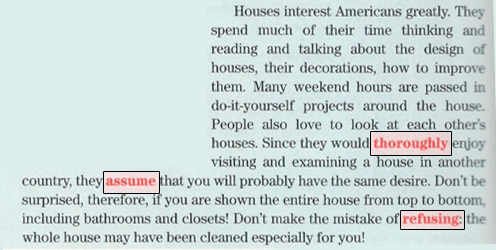 Houses interest Americans greatly. They
spend much of their time thinking and
reading and talking about the design of
houses, their decorations, how to improve
them. Many weekend hours are passed in
do-it-yourself projects around the house.
People also love to look at each other's
houses. Since they would thoroughly enjoy
visiting and examining a house in another
country, they assume that you will probably have the same desire. Don't be
surprised, therefore, if you are shown the entire house from top to bottom,
including bathrooms and closets! Don't make the mistake of refusing: the
whole house may have been cleaned especially for you!